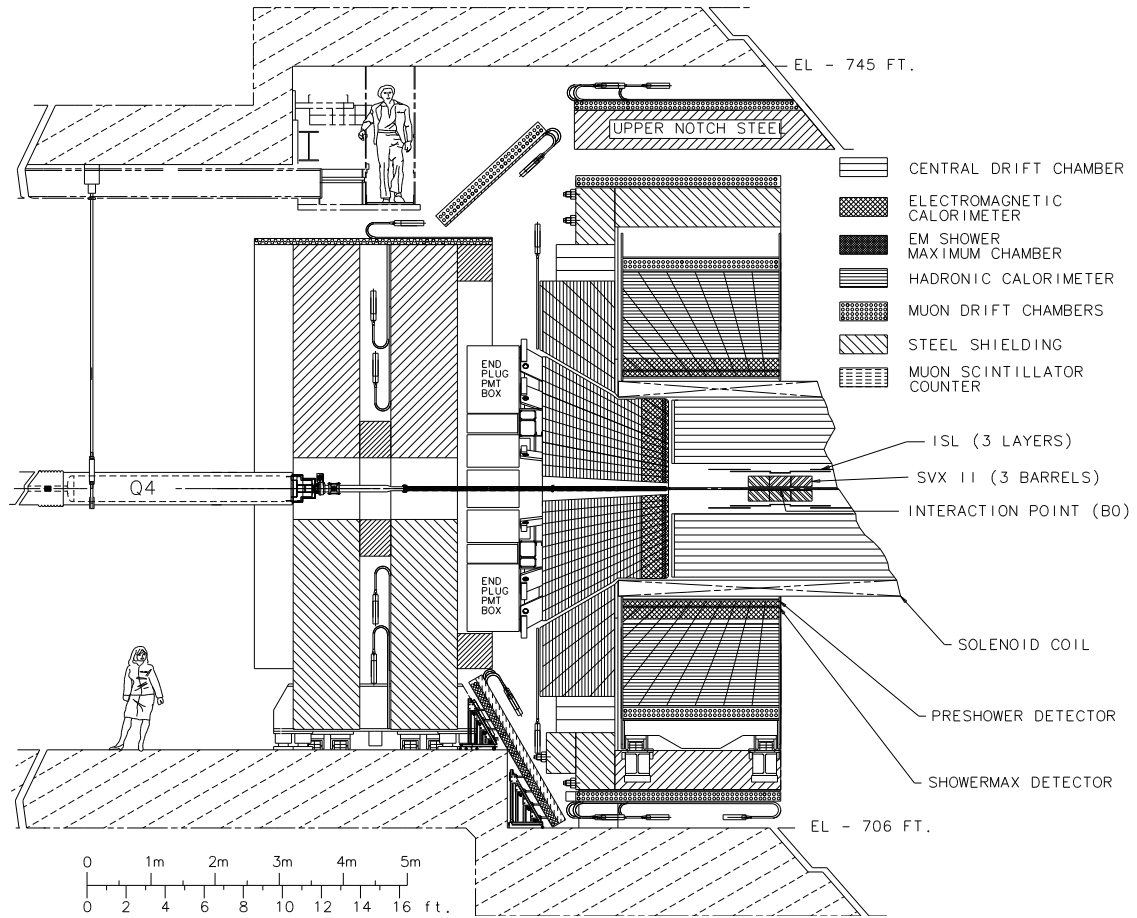 EL - 745 FT.
UPPER NOTCH STEEL
CENTRAL DRIFT CHAMBER
ELECTROMAGNETIC
CALORIMETER
EM SHOWER
MAXIMUM CHAMBER
HADRONIC CALORIMETER
MUON DRIFT CHAMBERS
STEEL SHIELDING
MUON SCINTILLATOR
COUNTER
END
PLUG
PMT
BOX
ISL (3 LAYERS)
SVX II (3 BARRELS)
INTERACTION POINT (B0)
Q4
END
PLUG
PMT
BOX
SOLENOID COIL
PRESHOWER DETECTOR
SHOWERMAX DETECTOR
EL - 706 FT.
0 1m 2m 3m 4m 5m
0 2 4 6 8 10 12 14 16 ft.